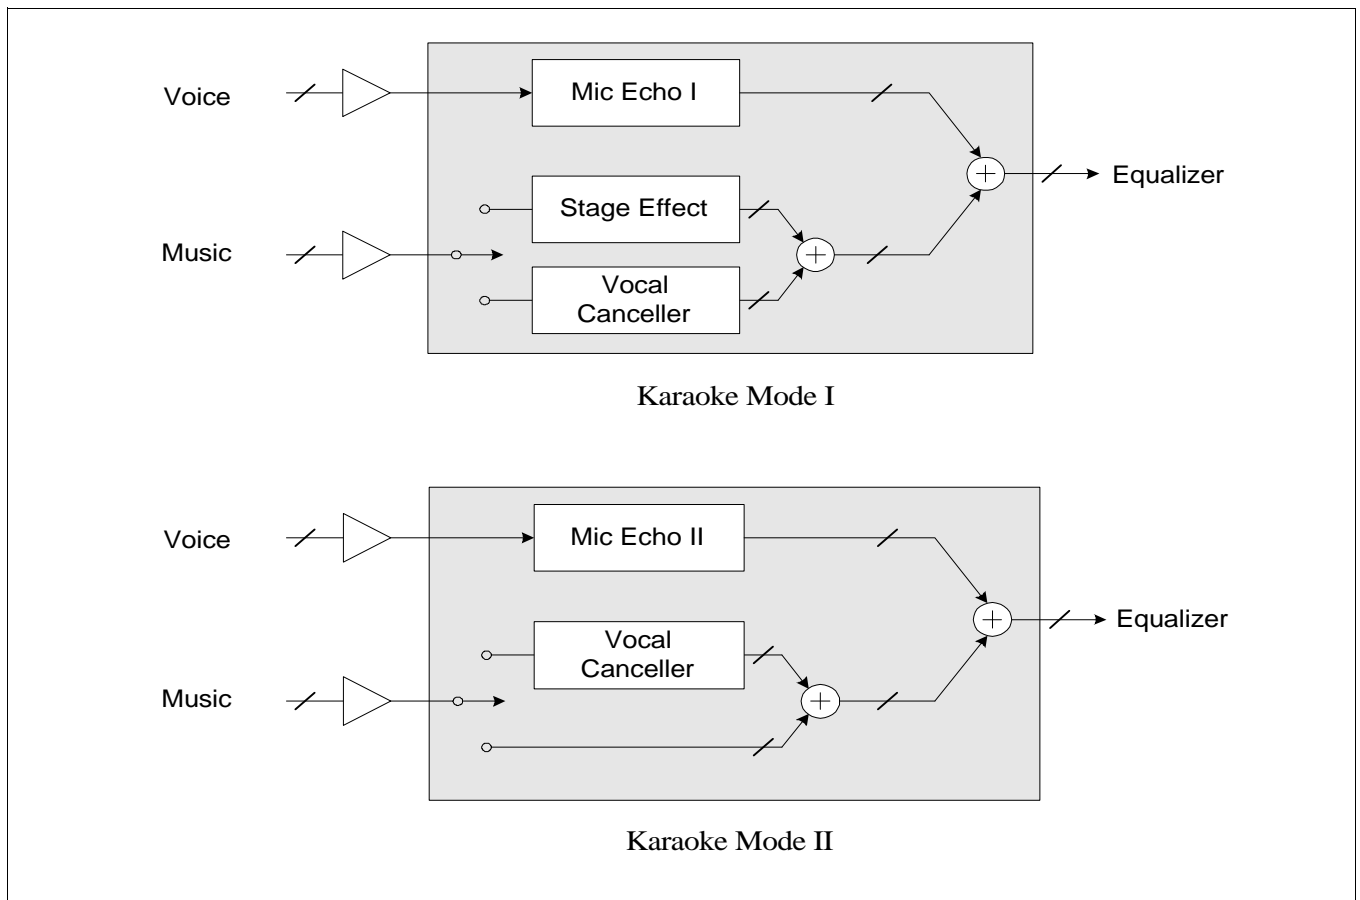 Voice
Mic Echo I
Stage Effect
Equalizer
Music
Vocal
Canceller
Karaoke Mode I
Voice
Mic Echo II
Equalizer
Vocal
Canceller
Music
Karaoke Mode II